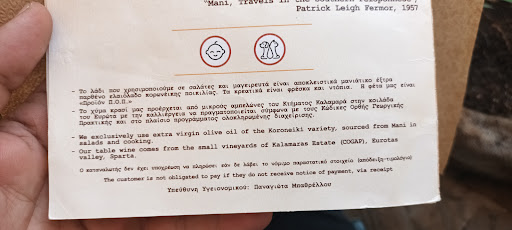 "Mani, Travels in the Southern Peloponnese",
Patrick Leigh Fermor, 1957
- Το λάδι που χρησιμοποιούμε σε σαλάτες και μαγειρευτά είναι αποκλειστικά μανιάτικο έξτρα
παρθένο ελαιόλαδο κορωνέικης ποικιλίας. Τα κρεατικά είναι φρέσκα και ντόπια. Η φέτα μας είναι
«Προϊόν Π.Ο.Π.»
- Το χύμα κρασί μας προέρχεται από μικρούς αμπελώνες του Κτήματος Καλαμαρά στην κοιλάδα
του Ευρώτα με την καλλιέργεια να πραγματοποιείται σύμφωνα με τους Κώδικες Ορθής Γεωργικής
Πρακτικής και στο πλαίσιο προγράμματος ολοκληρωμένης διαχείρισης.
- We exclusively use extra virgin olive oil of the Koroneiki variety, sourced from Mani in
salads and cooking.
- Our table wine comes from the small vineyards of Kalamaras Estate (COGAP), Eurotas
valley, Sparta.
Ο καταναλωτής δεν έχει υποχρέωση να πληρώσει εάν δε λάβει το νόμιμο παραστατικό στοιχείο (απόδειξη-τιμολόγιο)
The customer is not obligated to pay if they do not receive notice of payment, via receipt
Υπεύθυνη Υγειονομικού: Παναγιώτα Μπαθρέλλου